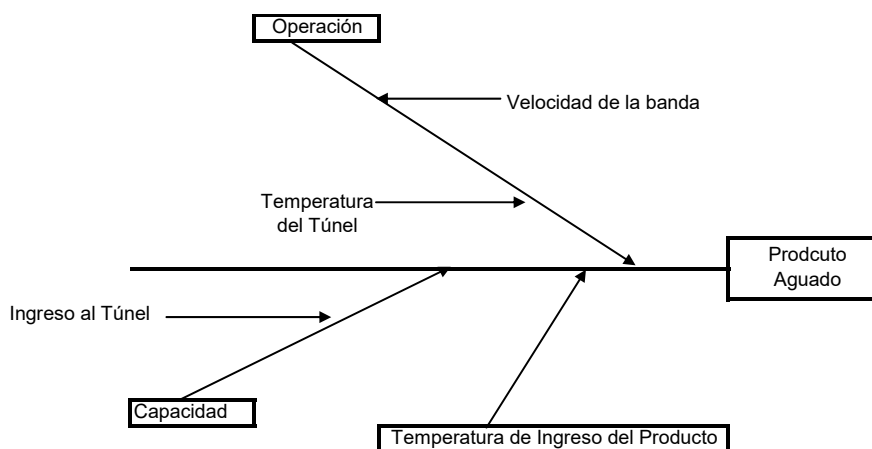 Operación
Velocidad de la banda
Temperatura
del Túnel
Prodcuto
Aguado
Ingreso al Túnel
Capacidad
Temperatura de Ingreso del Producto